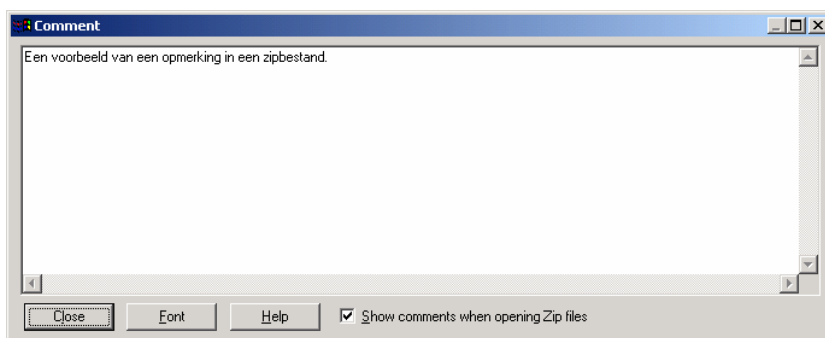 Comment
Een voorbeeld van een opmerking in een zipbestand.
Close Font Help Show comments when opening Zip files